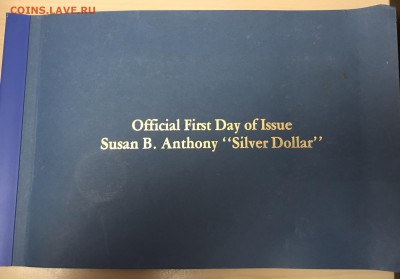 COINS.LAVE.RU
Official First Day of Issue
Susan B. Anthony "Silver Dollar"